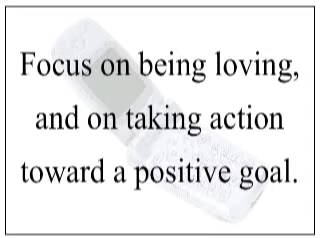 Focus on being loving,
and on taking action
toward a positive goal.